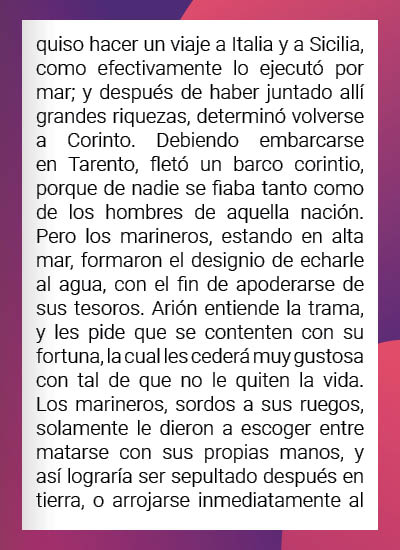 quiso hacer un viaje a Italia y a Sicilia,
como efectivamente lo ejecutó por
mar; y después de haber juntado allí
grandes riquezas, determinó volverse
a Corinto. Debiendo embarcarse
en Tarento, fletó un barco corintio,
porque de nadie se fiaba tanto como
de los hombres de aquella nación.
Pero los marineros, estando en alta
mar, formaron el designio de echarle
al agua, con el fin de apoderarse de
sus tesoros. Arión entiende la trama,
y les pide que se contenten con su
fortuna, la cual les cederá muy gustosa
con tal de que no le quiten la vida.
Los marineros, sordos a sus ruegos,
solamente le dieron a escoger entre
matarse con sus propias manos, y
así lograría ser sepultado después en
tierra, o arrojarse inmediatamente al